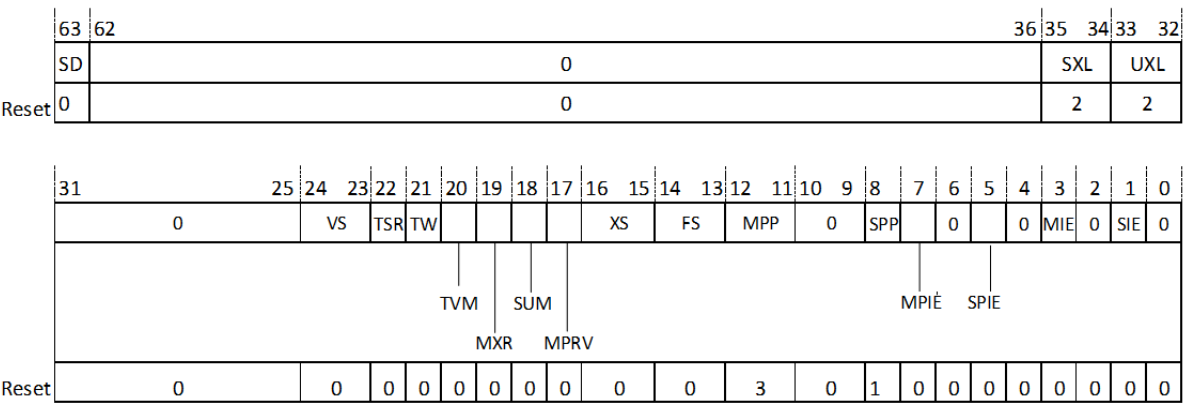 63 62 36 35 34 33 32
SD 0 SXL UXL
Reset 0 0 2 2
31 25 24 23 22 21 20 19 18 17 16 15 14 13 12 11 10 9 8 7 6 5 4 3 2 1 0
0 VS TSR TW XS FS MPP 0 SPP 0 0 MIE 0 SIE 0
TVM SUM MPIĖ SPIE
MXR MPRV
Reset 0 0 0 0 0 0 0 0 0 0 3 0 1 0 0 0 0 0 0 0 0